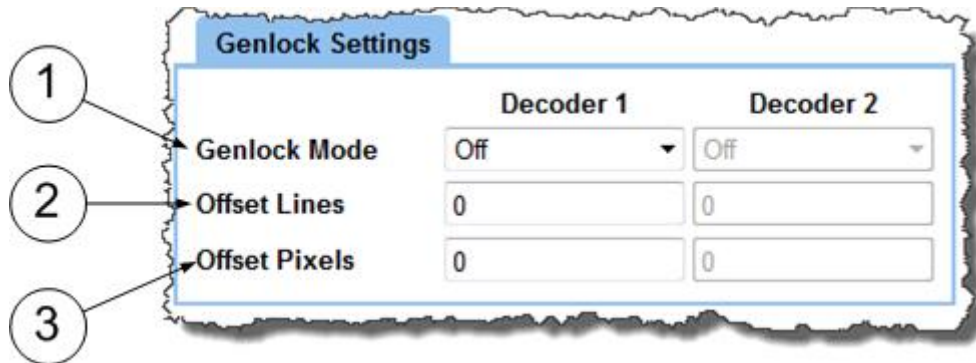 Genlock Settings
Decoder 1 Decoder 2
1
Genlock Mode Off Off
2
Offset Lines 0 0
Offset Pixels 0 0
3